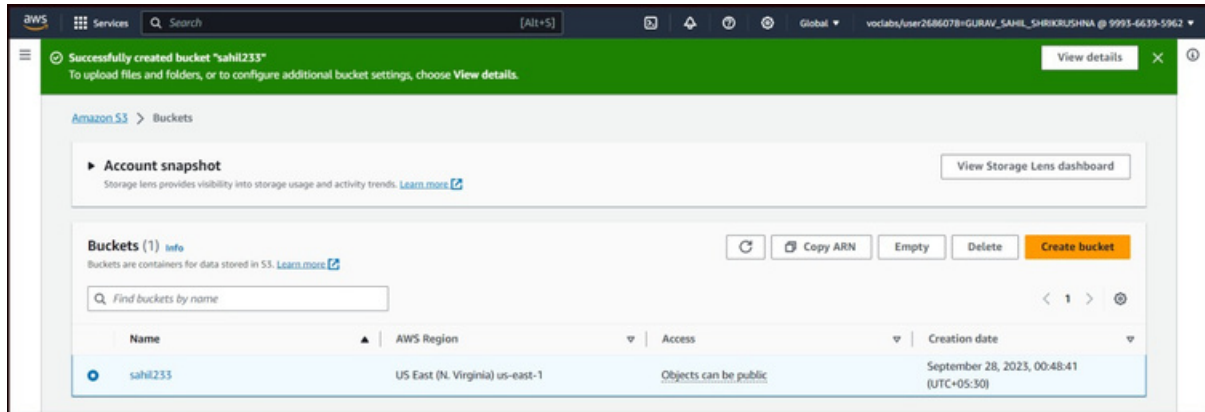 aws Services Search [Alt+S] Global voclabs/user2686078=GURAV_SAHIL_SHRIKRUSHNA @ 9993-6639-5962
Successfully created bucket "sahil233"
To upload files and folders, or to configure additional bucket settings, choose View details.
View details
Amazon S3 > Buckets
Account snapshot
Storage lens provides visibility into storage usage and activity trends. Learn more
View Storage Lens dashboard
Buckets (1) Info
Buckets are containers for data stored in S3. Learn more
Copy ARN Empty Delete Create bucket
Find buckets by name
< 1 >
Name AWS Region Access Creation date
sahil233 US East (N. Virginia) us-east-1 Objects can be public September 28, 2023, 00:48:41
(UTC+05:30)